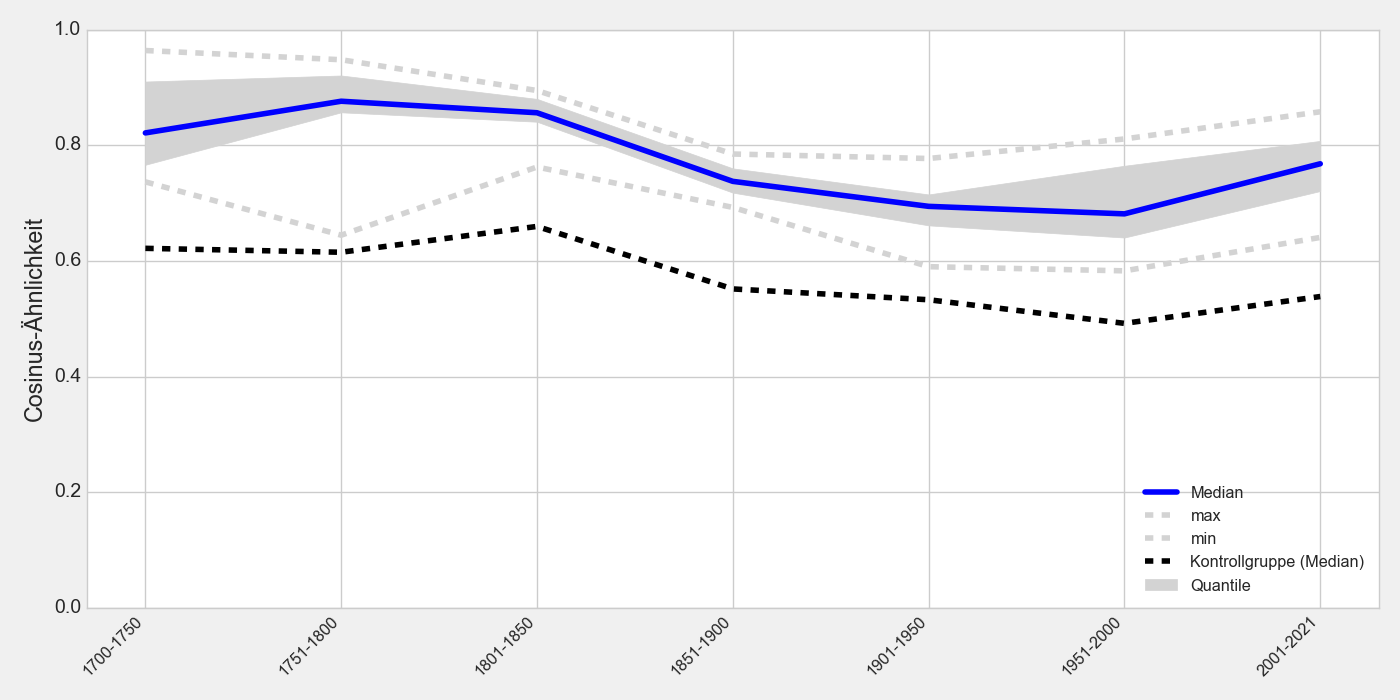 Cosinus-Ähnlichkeit
1.0
0.8
0.6
0.4
0.2
0.0
Median
max
min
Kontrollgruppe (Median)
Quantile
1700-1750
1751-1800
1801-1850
1851-1900
1901-1950
1951-2000
2001-2021